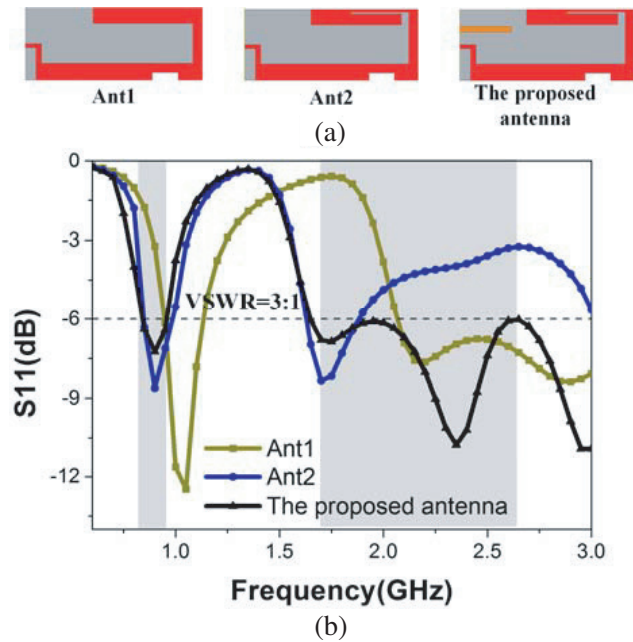 Ant1
Ant2
The proposed
antenna
(a)
0
-3
-6
-9
-12
S11(dB)
VSWR=3:1
Ant1
Ant2
The proposed antenna
1.0
1.5
2.0
2.5
3.0
Frequency(GHz)
(b)